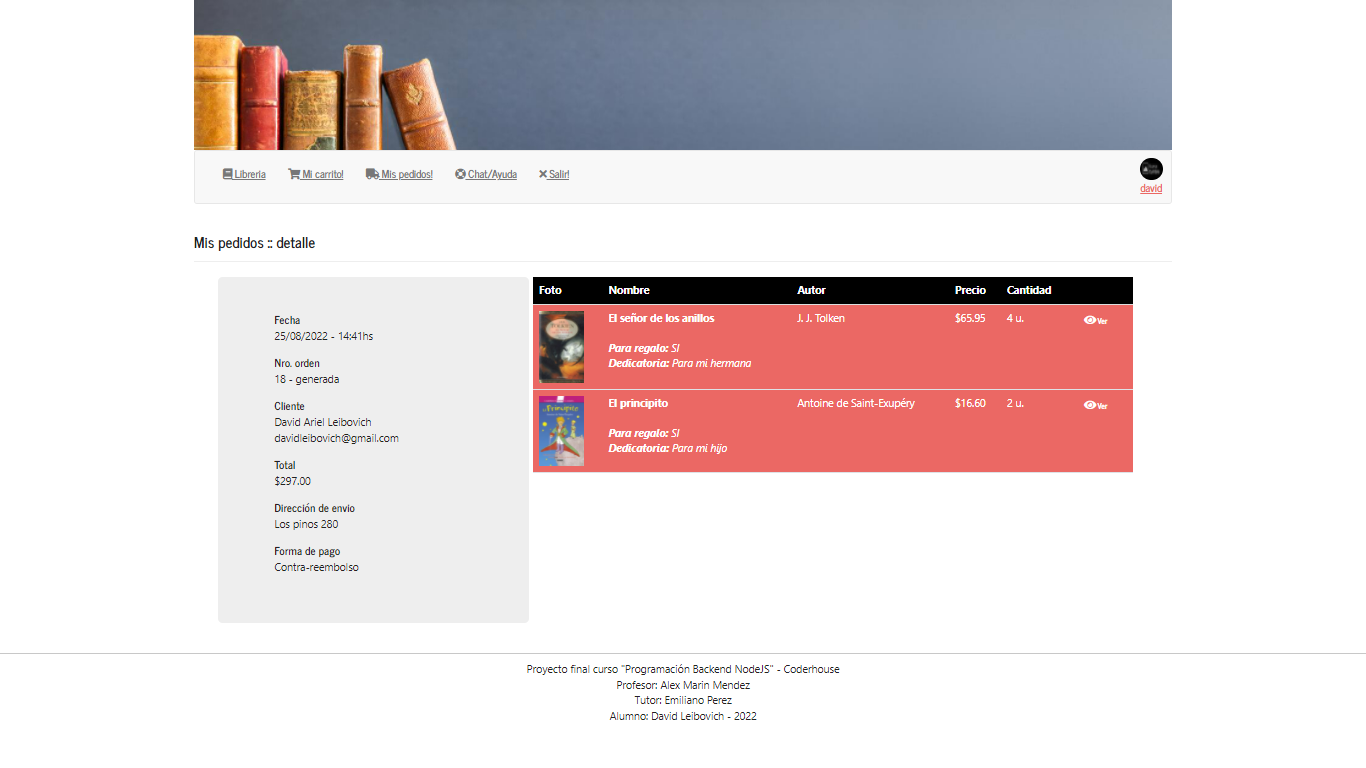 Libreria Mi carrito! Mis pedidos! Chat/Ayuda Salir!
david
Mis pedidos :: detalle
Fecha
25/08/2022 - 14:41hs
Nro. orden
18 - generada
Cliente
David Ariel Leibovich
davidleibovich@gmail.com
Total
$297.00
Dirección de envio
Los pinos 280
Forma de pago
Contra-reembolso
Foto Nombre Autor Precio Cantidad
El señor de los anillos J. J. Tolken $65.95 4 u. Ver
Para regalo: SI
Dedicatoria: Para mi hermana
El principito Antoine de Saint-Exupéry $16.60 2 u. Ver
Para regalo: SI
Dedicatoria: Para mi hijo
Proyecto final curso "Programación Backend NodeJS" - Coderhouse
Profesor: Alex Marin Mendez
Tutor: Emiliano Perez
Alumno: David Leibovich - 2022